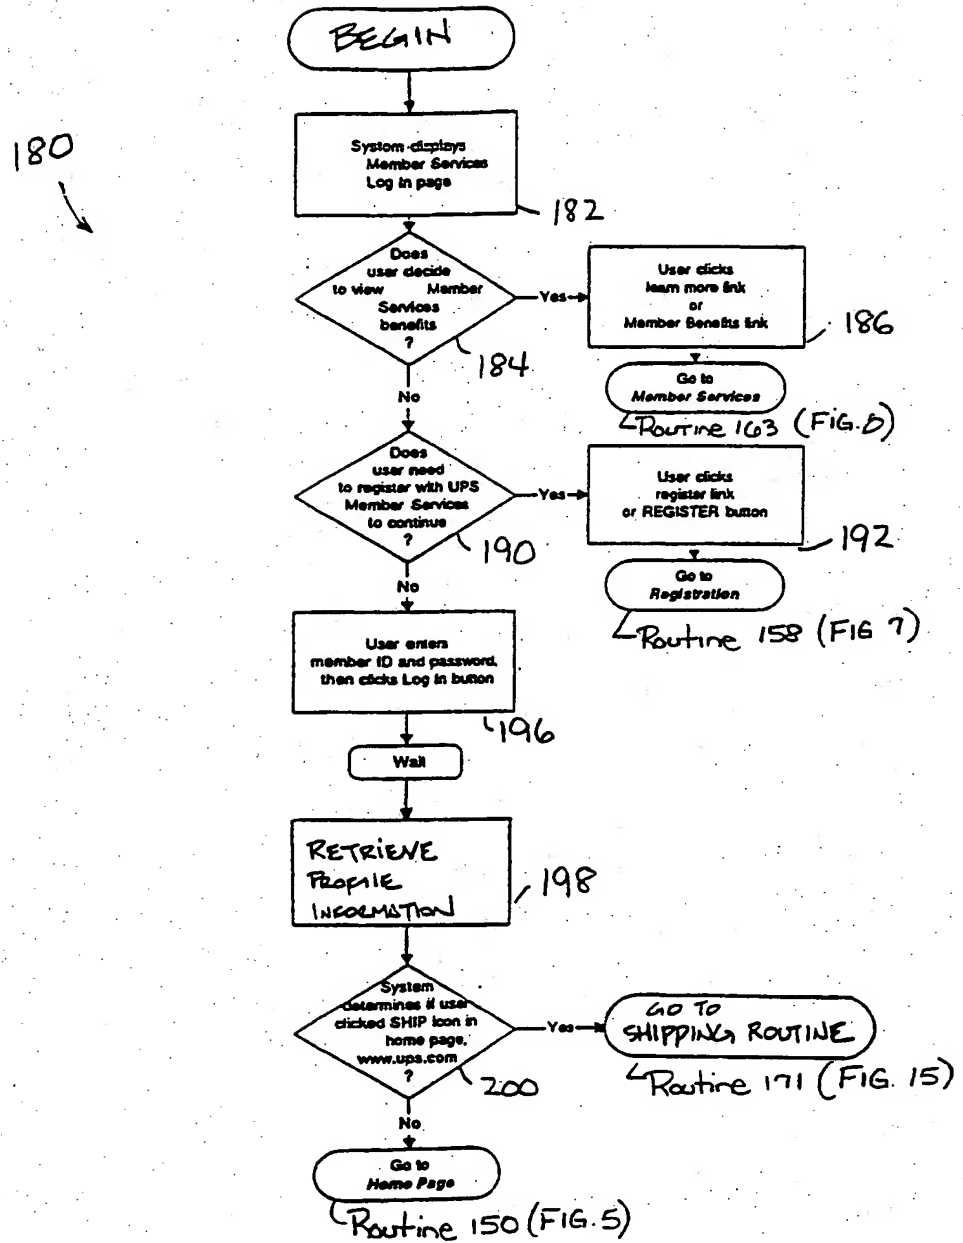 BEGIN
180
System displays
Member Services
Log In page
182
Does
user decide
to view Member
Services
benefits
?
184
Yes
User clicks
learn more link
or
Member Benefits link
186
Go to
Member Services
Routine 163 (FIG. 8)
No
Does
user need
to register with UPS
Member Services
to continue
?
190
Yes
User clicks
register link
or REGISTER button
192
Go to
Registration
Routine 158 (FIG 7)
No
User enters
member ID and password,
then clicks Log In button
196
Wait
RETRIEVE
PROFILE
INFORMATION
198
System
determines if user
clicked SHIP icon in
home page,
www.ups.com
?
200
Yes
GO TO
SHIPPING ROUTINE
Routine 171 (FIG. 15)
No
Go to
Home Page
Routine 150 (FIG. 5)